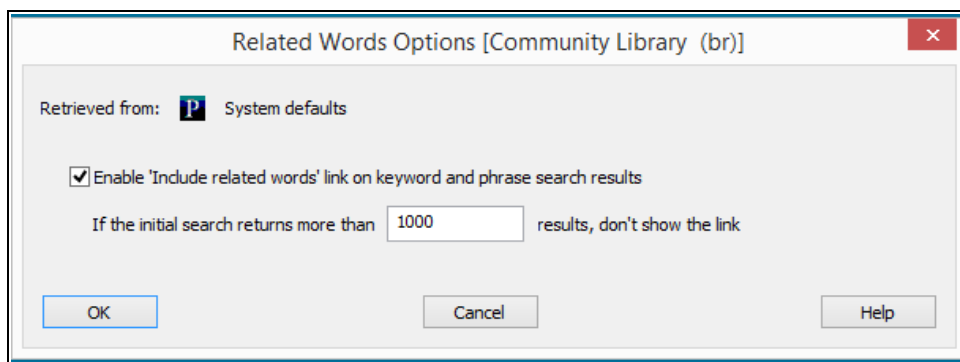 Related Words Options [Community Library (br)]
Retrieved from: P System defaults
Enable 'Include related words' link on keyword and phrase search results
If the initial search returns more than 1000 results, don't show the link
OK Cancel Help